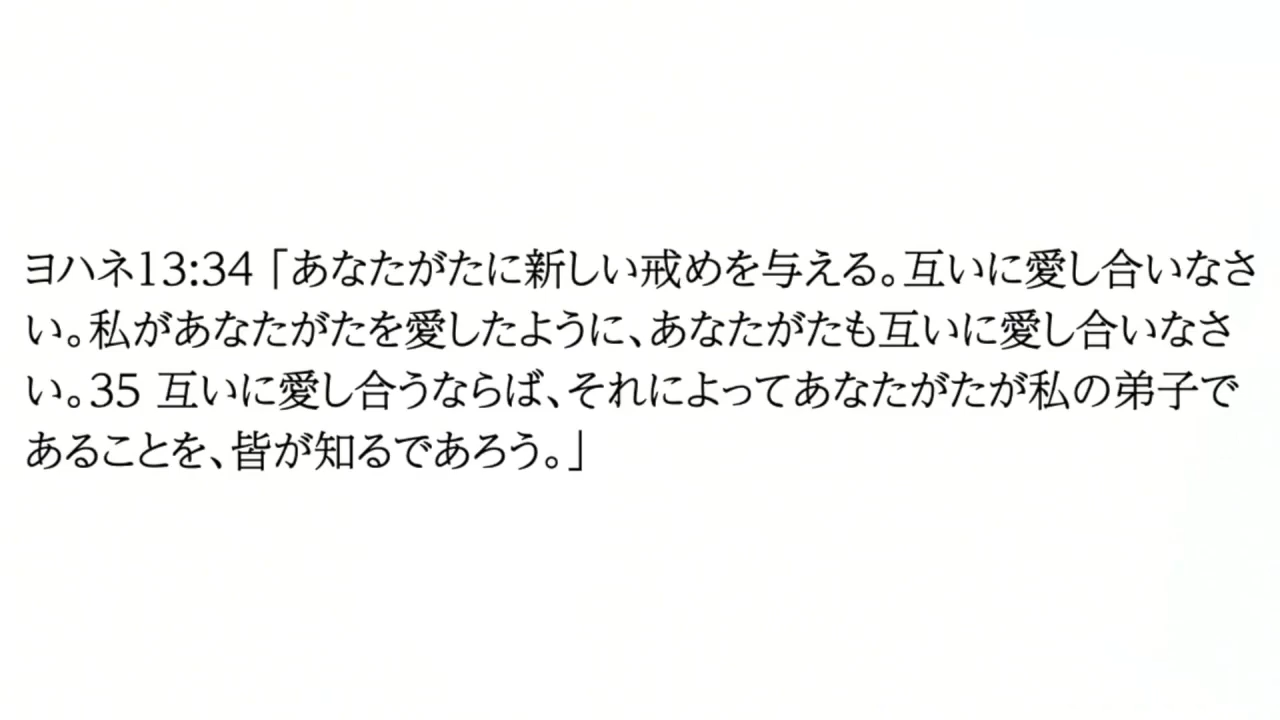 ヨハネ13:34「あなたがたに新しい戒めを与える。互いに愛し合いなさ
い。私があなたがたを愛したように、あなたがたも互いに愛し合いなさ
い。35 互いに愛し合うならば、それによってあなたがたが私の弟子で
あることを、皆が知るであろう。」